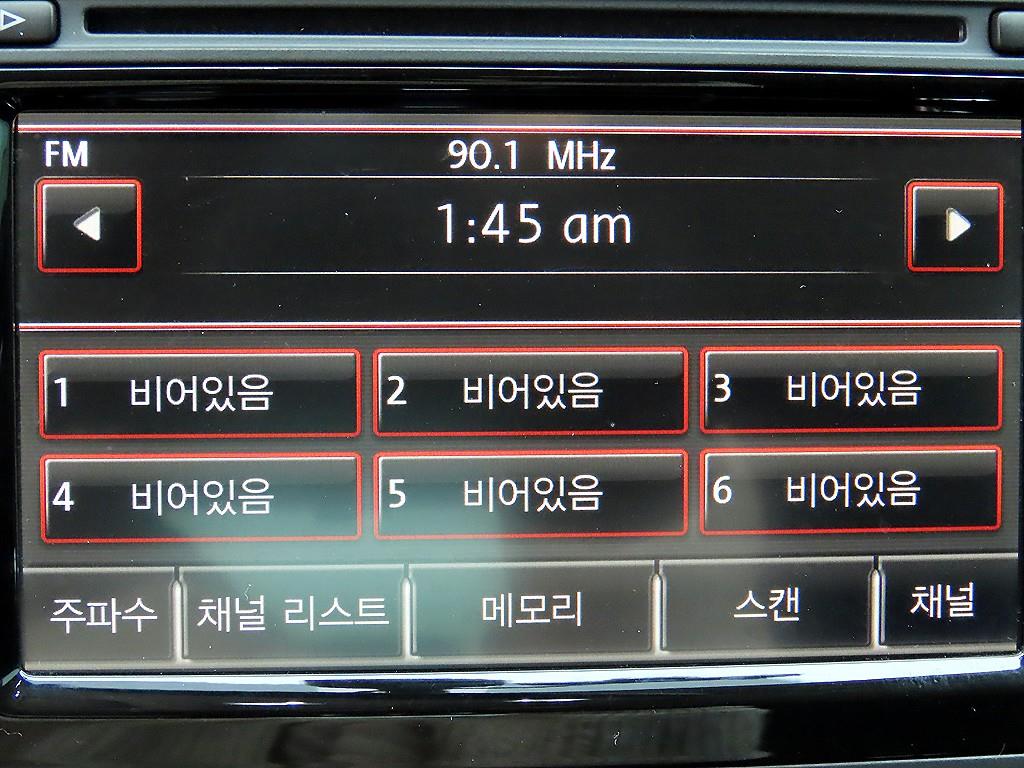 FM 90.1 MHz
1:45 am
1 비어있음 2 비어있음 3 비어있음
4 비어있음 5 비어있음 6 비어있음
주파수 채널 리스트 메모리 스캔 채널